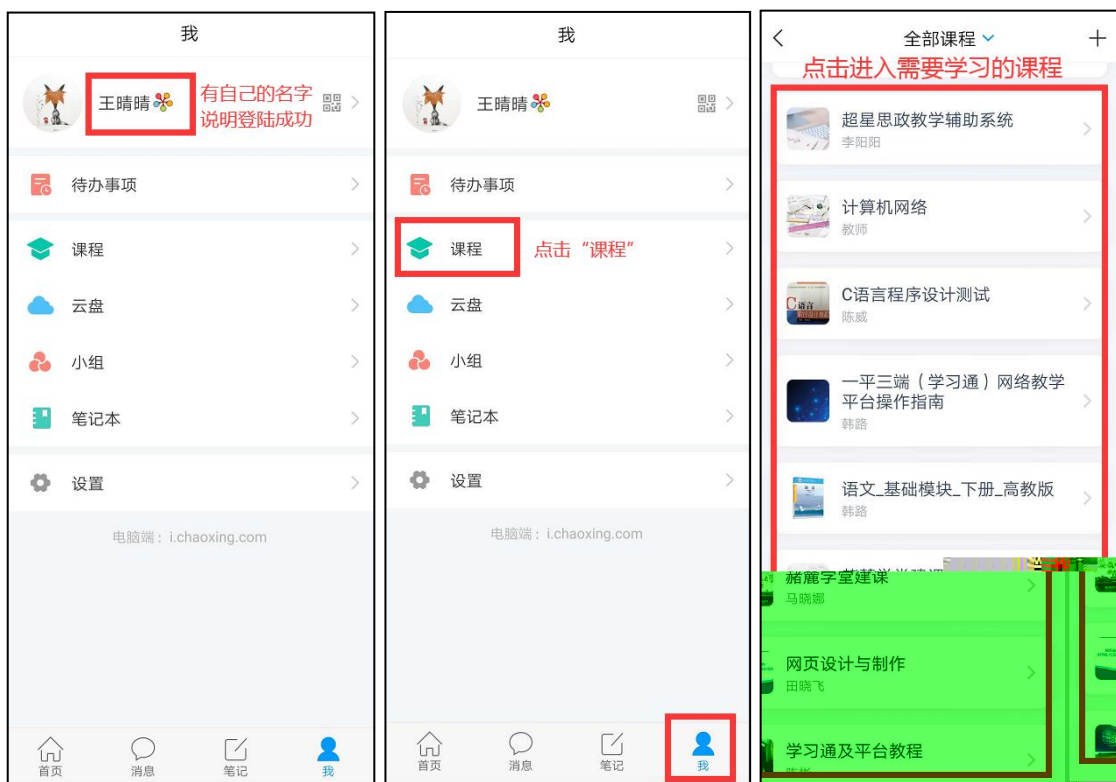 我
王晴晴
有自己的名字
说明登陆成功
待办事项
课程
云盘
小组
笔记本
设置
电脑端：i.chaoxing.com
首页
消息
笔记
我
我
王晴晴
待办事项
课程
点击“课程”
云盘
小组
笔记本
设置
电脑端：i.chaoxing.com
首页
消息
笔记
我
全部课程
点击进入需要学习的课程
超星思政教学辅助系统
李阳阳
计算机网络
教师
C语言程序设计测试
陈威
一平三端（学习通）网络教学
平台操作指南
韩路
语文_基础模块_下册_高教版
韩路
学堂建课
马晓娜
网页设计与制作
田晓飞
学习通及平台教程